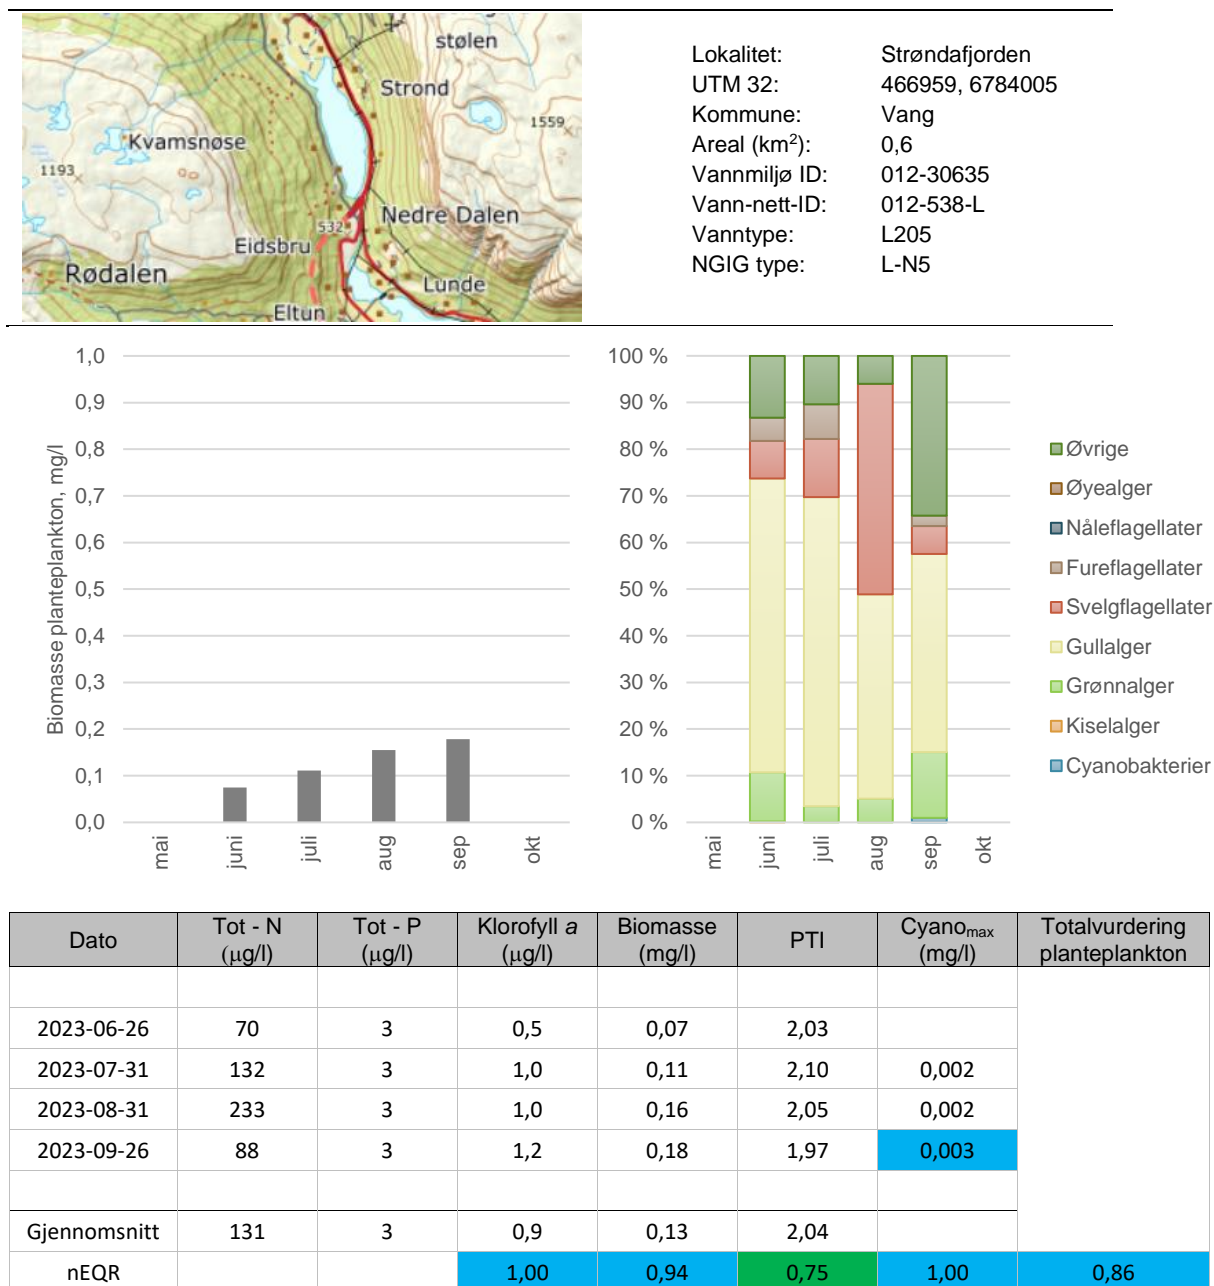 stølen
Strond
1559
Kvamsnøse
1193
Nedre Dalen
532
Eidsbru
Rødalen
Lunde
Eltun
Lokalitet: Strøndafjorden
UTM 32: 466959, 6784005
Kommune: Vang
Areal (km²): 0,6
Vannmiljø ID: 012-30635
Vann-nett-ID: 012-538-L
Vanntype: L205
NGIG type: L-N5
Biomasse planteplankton, mg/l
1,0
0,9
0,8
0,7
0,6
0,5
0,4
0,3
0,2
0,1
0,0
mai juni juli aug sep okt
100 %
90 %
80 %
70 %
60 %
50 %
40 %
30 %
20 %
10 %
0 %
mai juni juli aug sep okt
Øvrige
Øyealger
Nåleflagellater
Fureflagellater
Svelgflagellater
Gullalger
Grønnalger
Kiselalger
Cyanobakterier
Dato Tot - N (µg/l) Tot - P (µg/l) Klorofyll a (µg/l) Biomasse (mg/l) PTI Cyanomax (mg/l) Totalvurdering planteplankton
2023-06-26 70 3 0,5 0,07 2,03
2023-07-31 132 3 1,0 0,11 2,10 0,002
2023-08-31 233 3 1,0 0,16 2,05 0,002
2023-09-26 88 3 1,2 0,18 1,97 0,003
Gjennomsnitt 131 3 0,9 0,13 2,04
nEQR 1,00 0,94 0,75 1,00 0,86